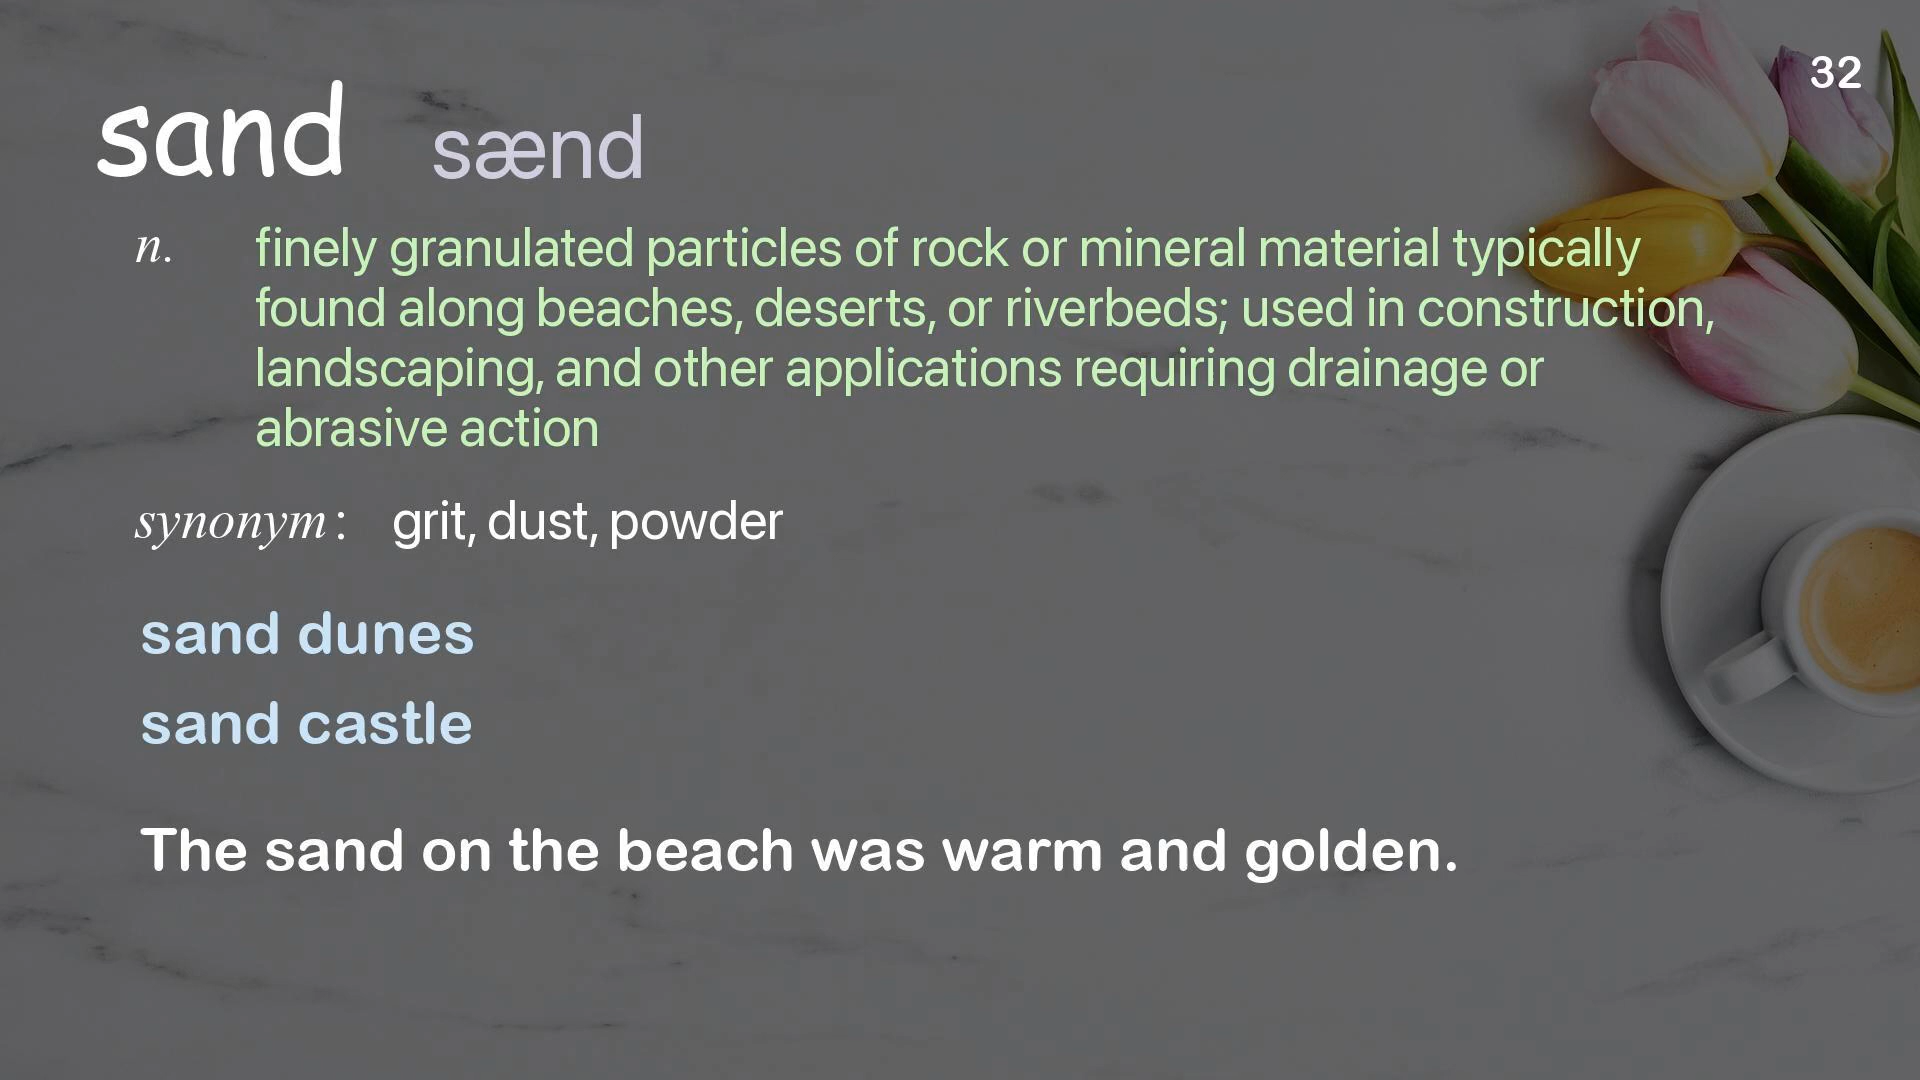 32
sand sænd
n. finely granulated particles of rock or mineral material typically
found along beaches, deserts, or riverbeds; used in construction,
landscaping, and other applications requiring drainage or
abrasive action
synonym: grit, dust, powder
sand dunes
sand castle
The sand on the beach was warm and golden.